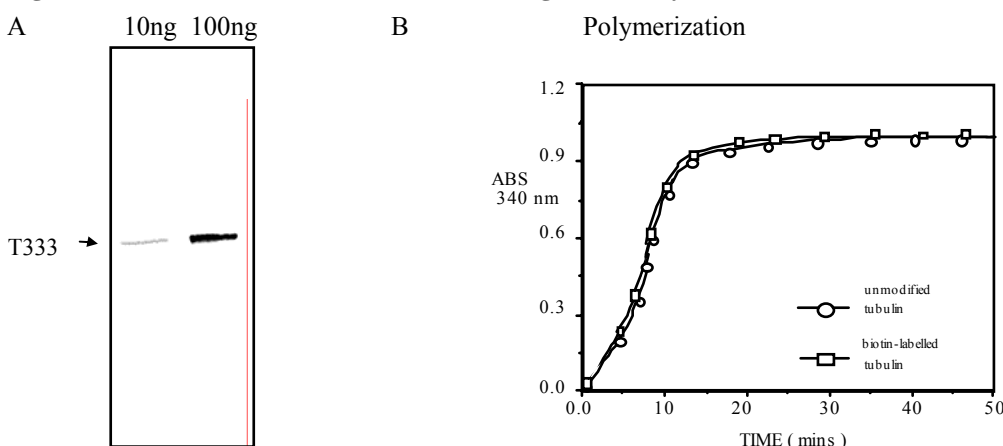 A 10ng 100ng
T333
B Polymerization
1.2
0.9
ABS
340 nm
0.6
0.3
0.0
unmodified
tubulin
biotin-labelled
tubulin
0.0 10 20 30 40 50
TIME ( mins )